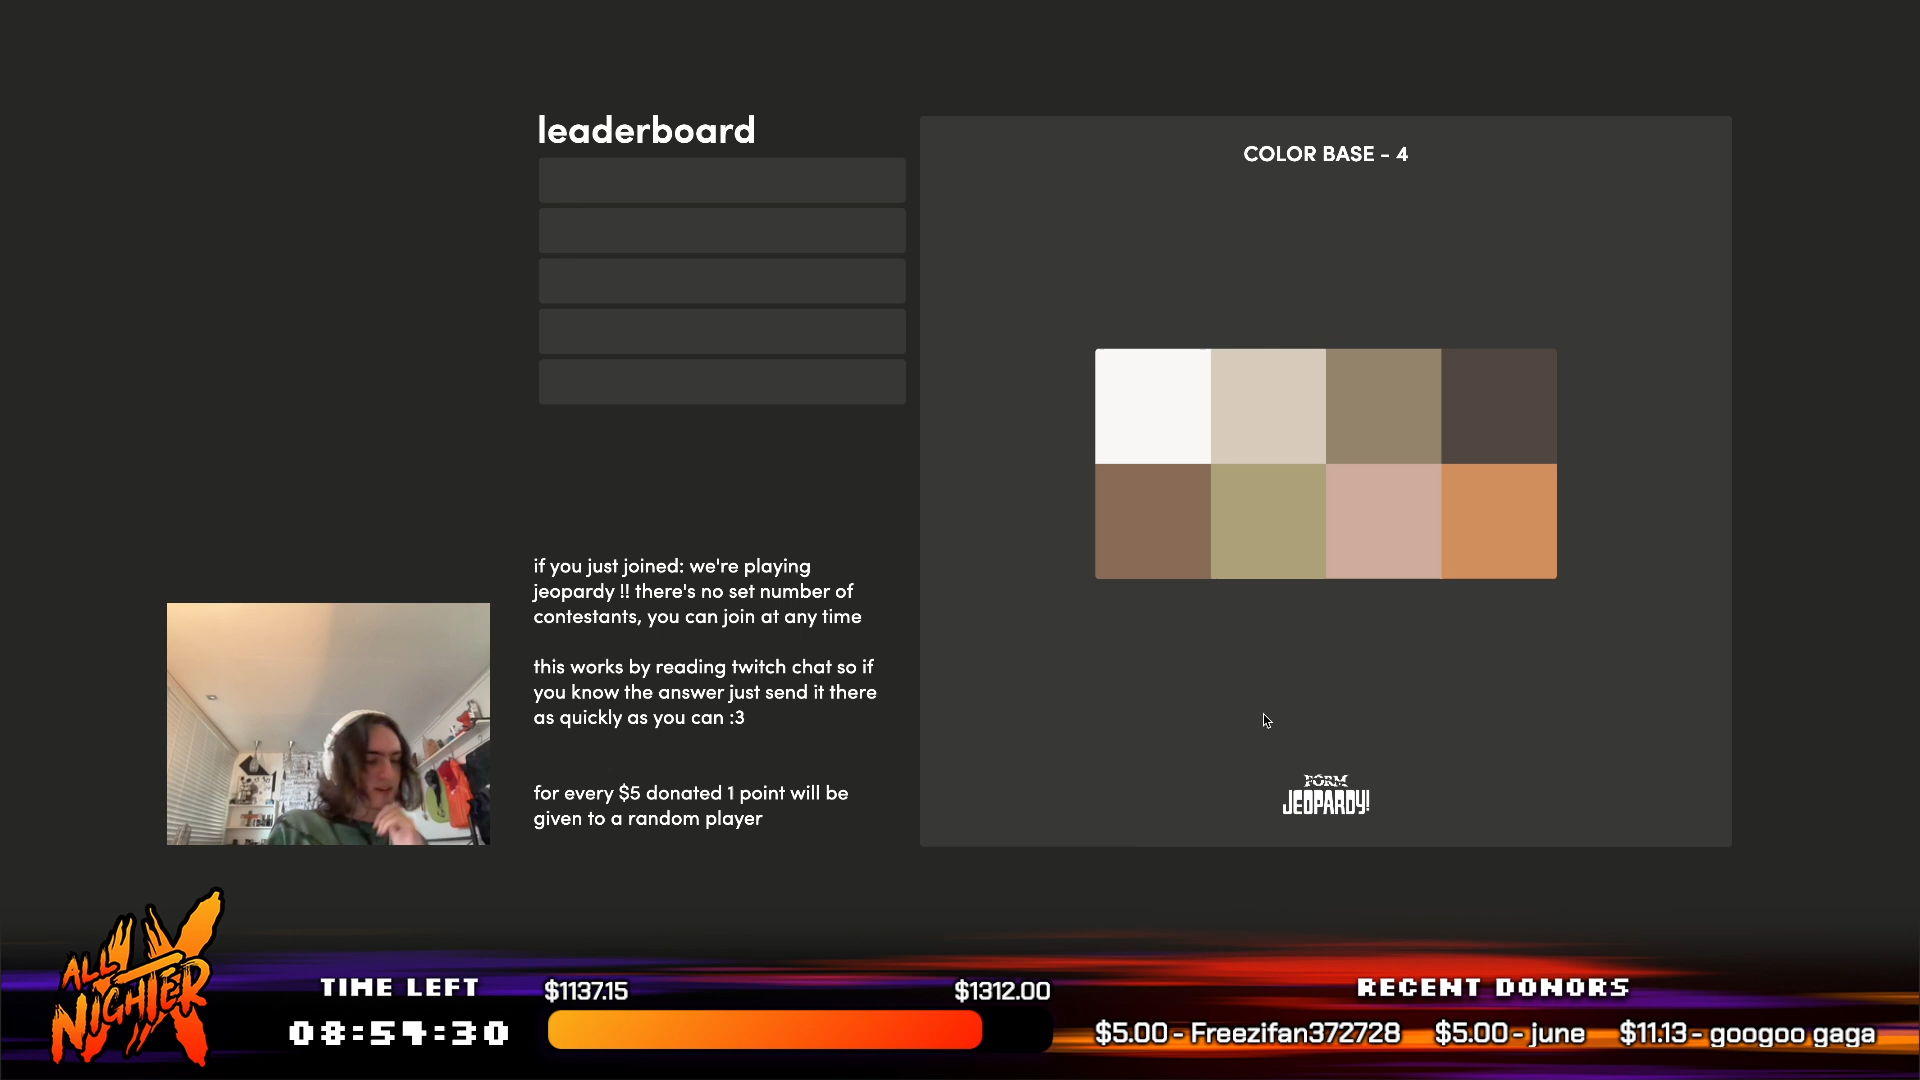 leaderboard
COLOR BASE - 4
if you just joined: we're playing
jeopardy !! there's no set number of
contestants, you can join at any time
this works by reading twitch chat so if
you know the answer just send it there
as quickly as you can :3
for every $5 donated 1 point will be
given to a random player
FORM
JEOPARDY!
ALL
NIGHTER
X
TIME LEFT
08:54:30
$1137.15
$1312.00
RECENT DONORS
$5.00 - Freezifan372728
$5.00 - june
$11.13 - googoo gaga